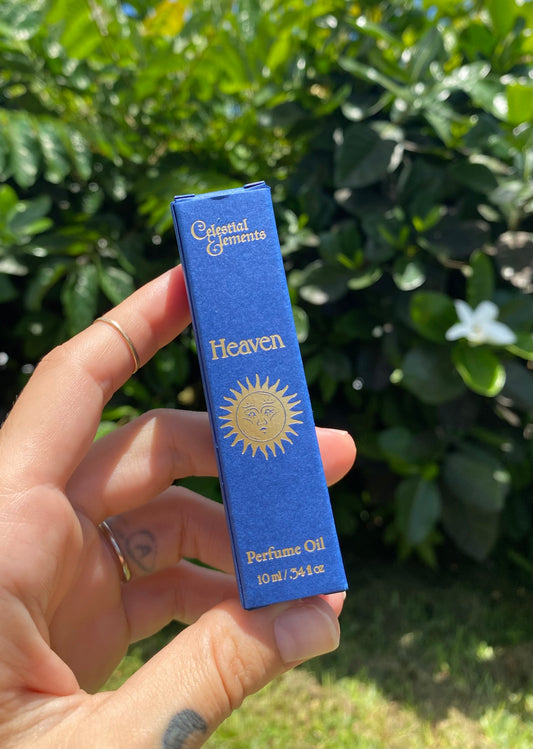 Celestial
Elements
Heaven
Perfume Oil
10 ml / .34 fl oz